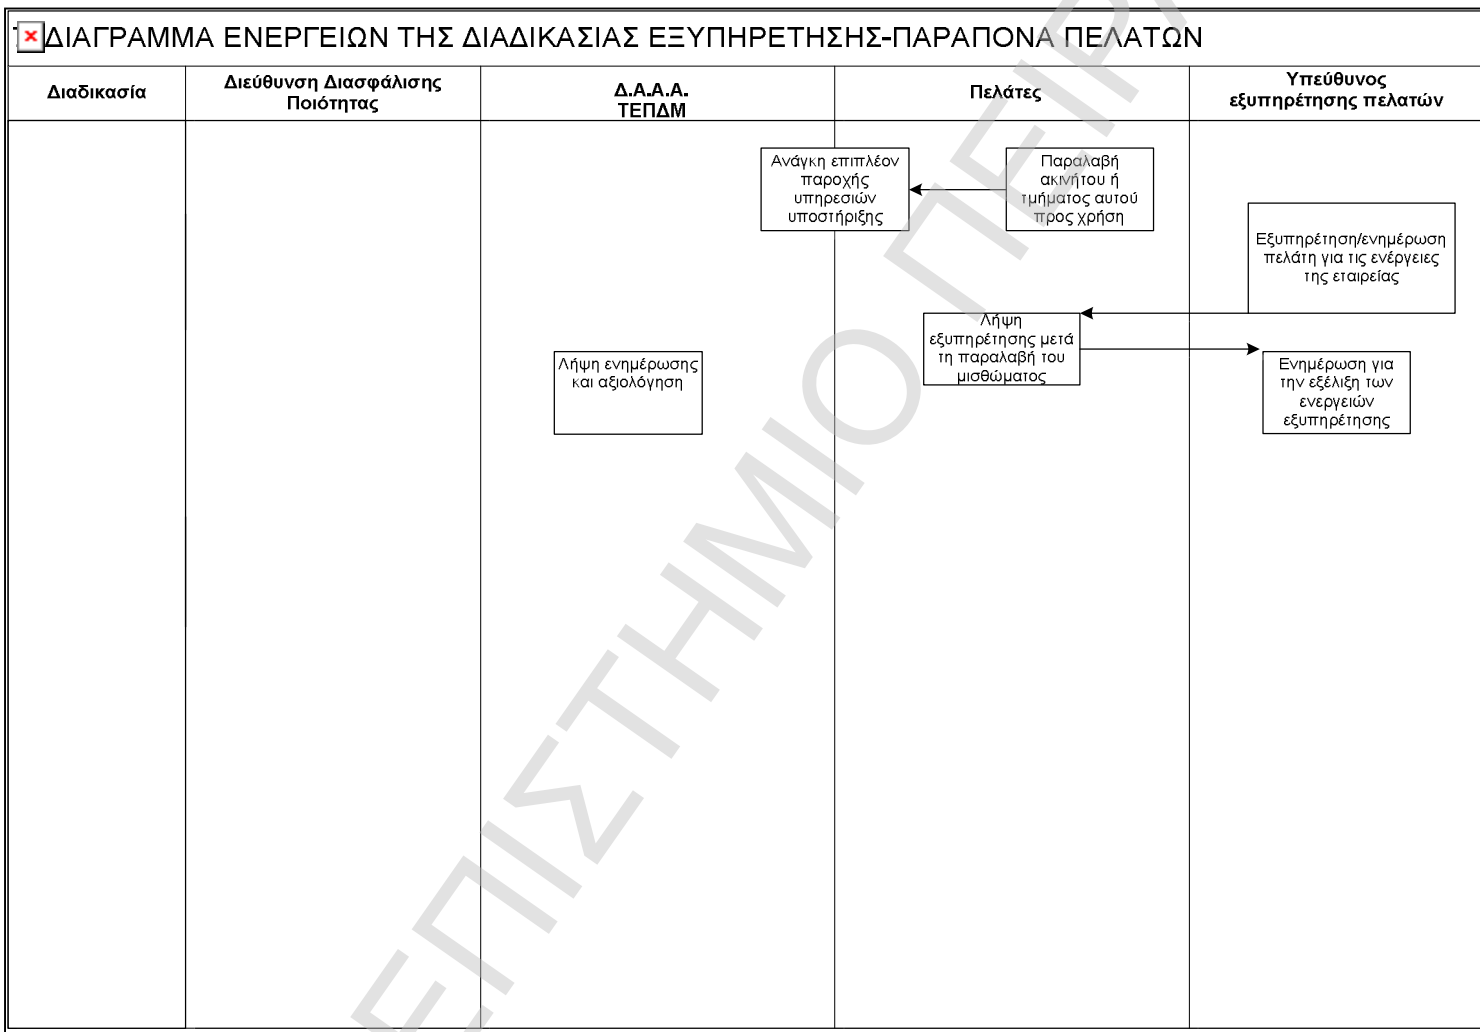 ΔΙΑΓΡΑΜΜΑ ΕΝΕΡΓΕΙΩΝ ΤΗΣ ΔΙΑΔΙΚΑΣΙΑΣ ΕΞΥΠΗΡΕΤΗΣΗΣ-ΠΑΡΑΠΟΝΑ ΠΕΛΑΤΩΝ
Διαδικασία
Διεύθυνση Διασφάλισης
Ποιότητας
Δ.Α.Α.Α.
ΤΕΠΔΜ
Πελάτες
Υπεύθυνος
εξυπηρέτησης πελατών
Ανάγκη επιπλέον
παροχής
υπηρεσιών
υποστήριξης
Παραλαβή
ακινήτου ή
τμήματος αυτού
προς χρήση
Εξυπηρέτηση/ενημέρωση
πελάτη για τις ενέργειες
της εταιρείας
Λήψη
εξυπηρέτησης μετά
τη παραλαβή του
μισθώματος
Λήψη ενημέρωσης
και αξιολόγηση
Ενημέρωση για
την εξέλιξη των
ενεργειών
εξυπηρέτησης